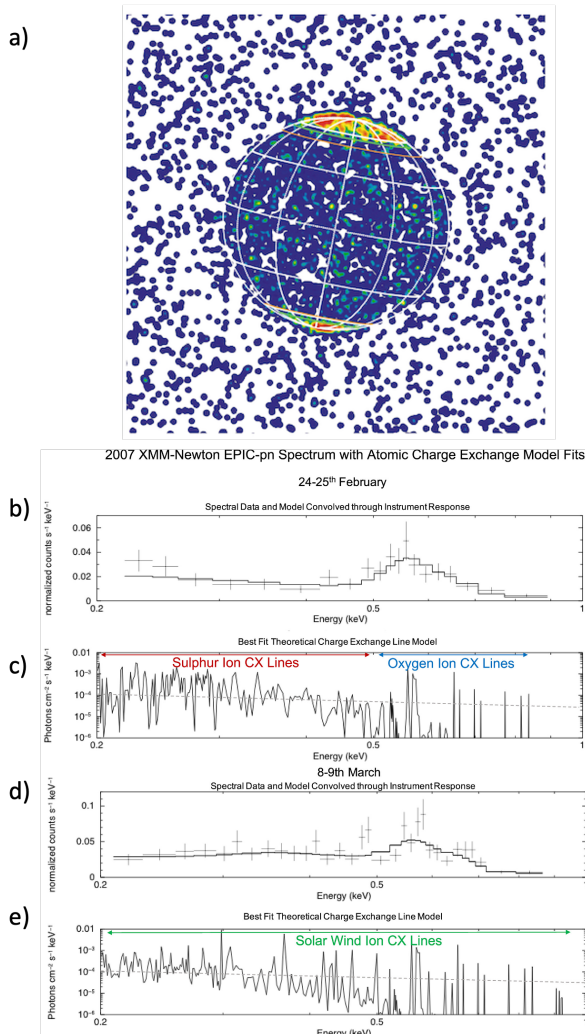 a)
2007 XMM-Newton EPIC-pn Spectrum with Atomic Charge Exchange Model Fits
24-25th February
b)
Spectral Data and Model Convolved through Instrument Response
normalized counts s⁻¹ keV⁻¹
0.06
0.04
0.02
0
0.2
0.5
1
Energy (keV)
c)
Best Fit Theoretical Charge Exchange Line Model
Photons cm⁻² s⁻¹ keV⁻¹
0.01
10⁻³
10⁻⁴
10⁻⁵
10⁻⁶
Sulphur Ion CX Lines
Oxygen Ion CX Lines
0.2
0.5
1
Energy (keV)
8-9th March
d)
Spectral Data and Model Convolved through Instrument Response
normalized counts s⁻¹ keV⁻¹
0.1
0.05
0
0.2
0.5
Energy (keV)
e)
Best Fit Theoretical Charge Exchange Line Model
Photons cm⁻² s⁻¹ keV⁻¹
0.01
10⁻³
10⁻⁴
10⁻⁵
10⁻⁶
Solar Wind Ion CX Lines
0.2
0.5
Energy (keV)